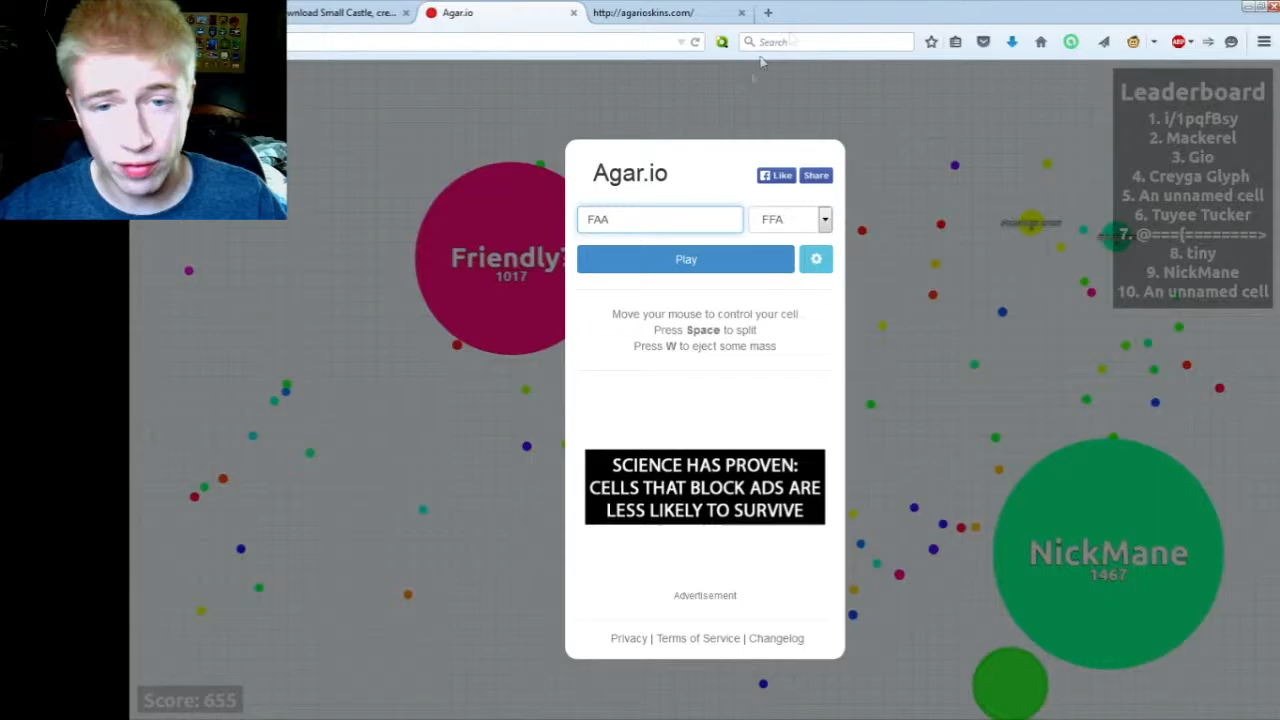 wnload Small Castle, cre...
Agar.io
http://agarioskins.com/
Search
Leaderboard
1. i/1pqfBsy
2. Mackerel
3. Gio
4. Creyga Glyph
5. An unnamed cell
6. Tuyee Tucker
7. @==={========>
8. tiny
9. NickMane
10. An unnamed cell
Agar.io
Like
Share
FAA
FFA
Play
Friendly?
1017
Move your mouse to control your cell
Press Space to split
Press W to eject some mass
SCIENCE HAS PROVEN:
CELLS THAT BLOCK ADS ARE
LESS LIKELY TO SURVIVE
NickMane
1467
Advertisement
Privacy | Terms of Service | Changelog
Score: 655
ABP